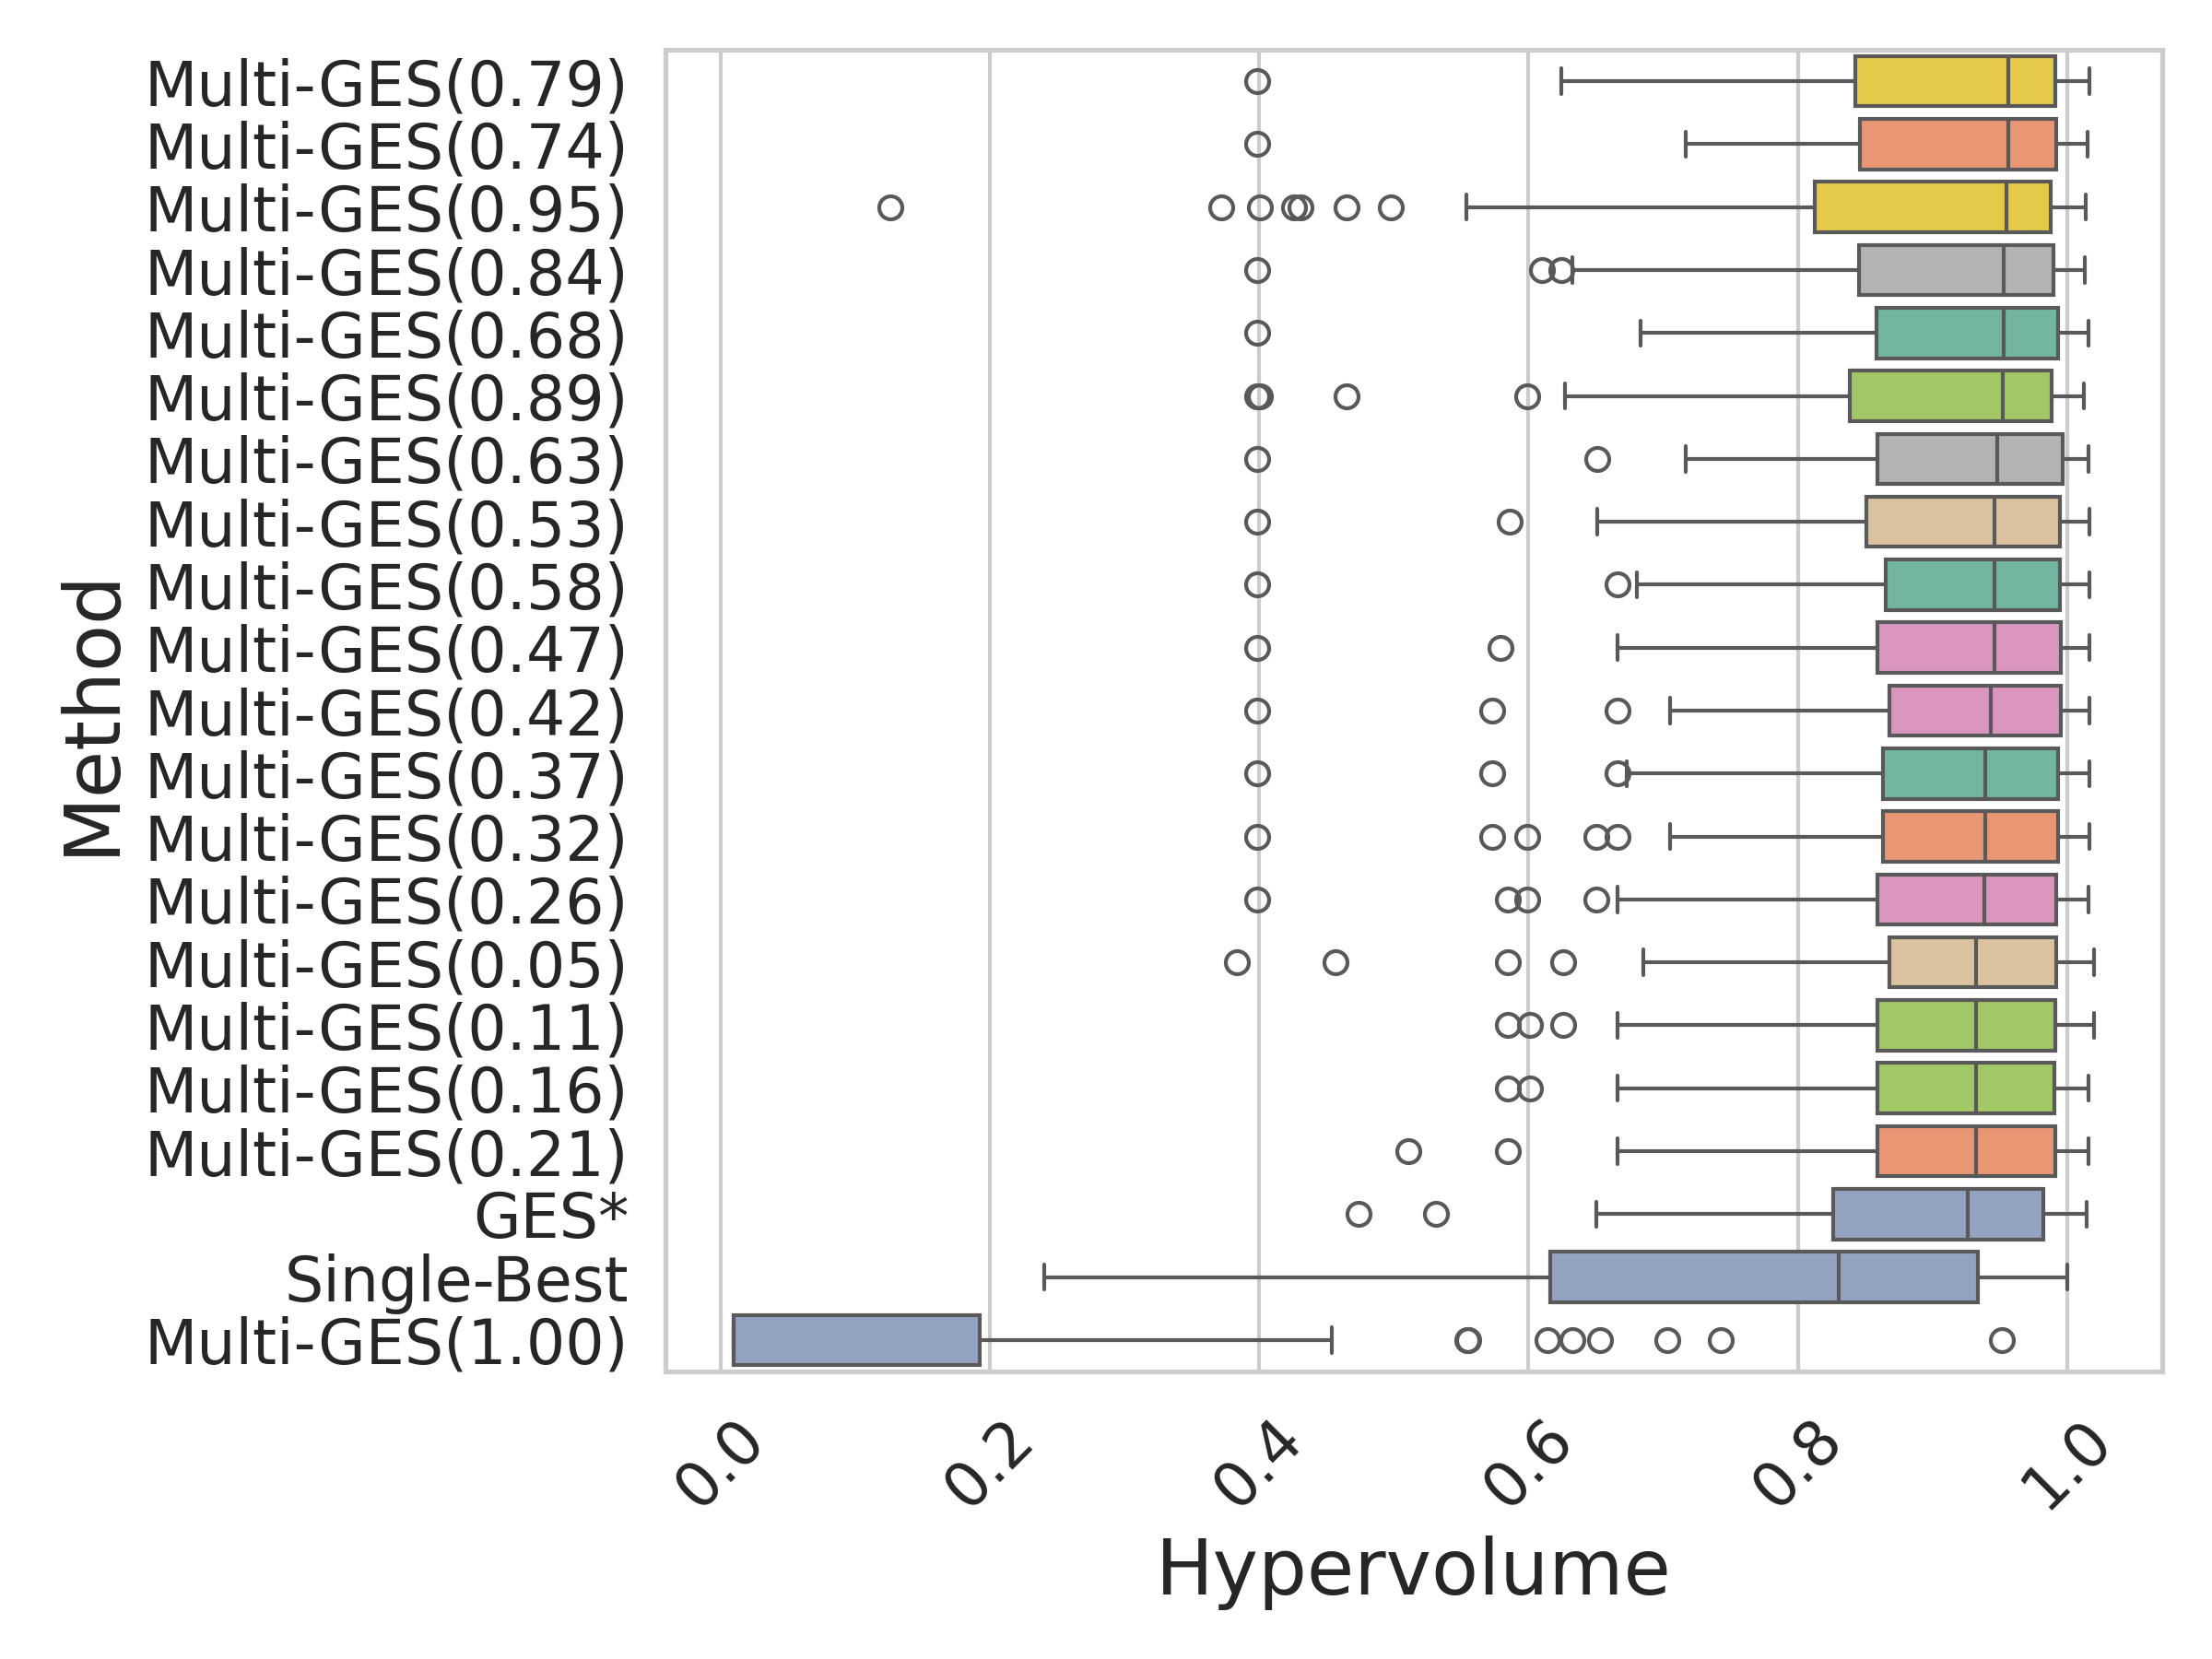 Multi-GES(0.79)
Multi-GES(0.74)
Multi-GES(0.95)
Multi-GES(0.84)
Multi-GES(0.68)
Multi-GES(0.89)
Multi-GES(0.63)
Multi-GES(0.53)
Multi-GES(0.58)
Multi-GES(0.47)
Multi-GES(0.42)
Multi-GES(0.37)
Multi-GES(0.32)
Multi-GES(0.26)
Multi-GES(0.05)
Multi-GES(0.11)
Multi-GES(0.16)
Multi-GES(0.21)
GES*
Single-Best
Multi-GES(1.00)
Method
0.0 0.2 0.4 0.6 0.8 1.0
Hypervolume